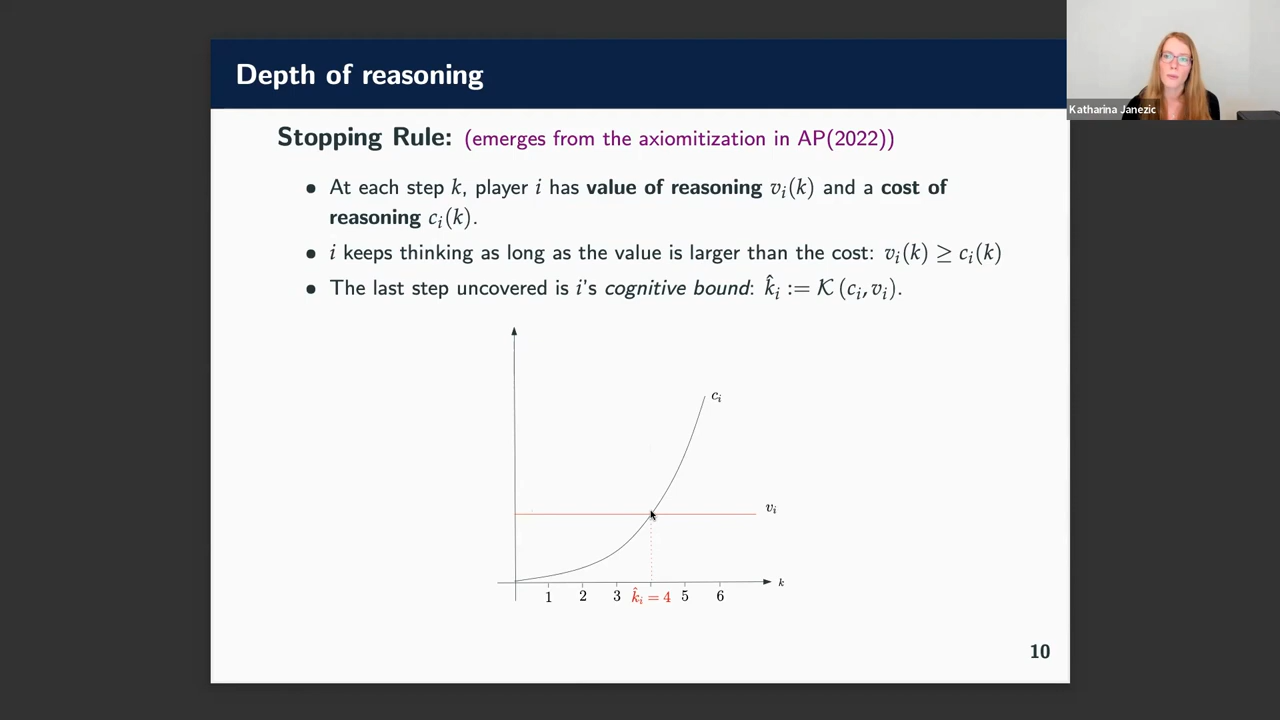 Depth of reasoning
Katharina Janezic
Stopping Rule: (emerges from the axiomitization in AP(2022))
• At each step k, player i has value of reasoning vᵢ(k) and a cost of
reasoning cᵢ(k).
• i keeps thinking as long as the value is larger than the cost: vᵢ(k) ≥ cᵢ(k)
• The last step uncovered is i's cognitive bound: k̂ᵢ := 𝒦 (cᵢ, vᵢ).
cᵢ
vᵢ
k
1 2 3 k̂ᵢ = 4 5 6
10